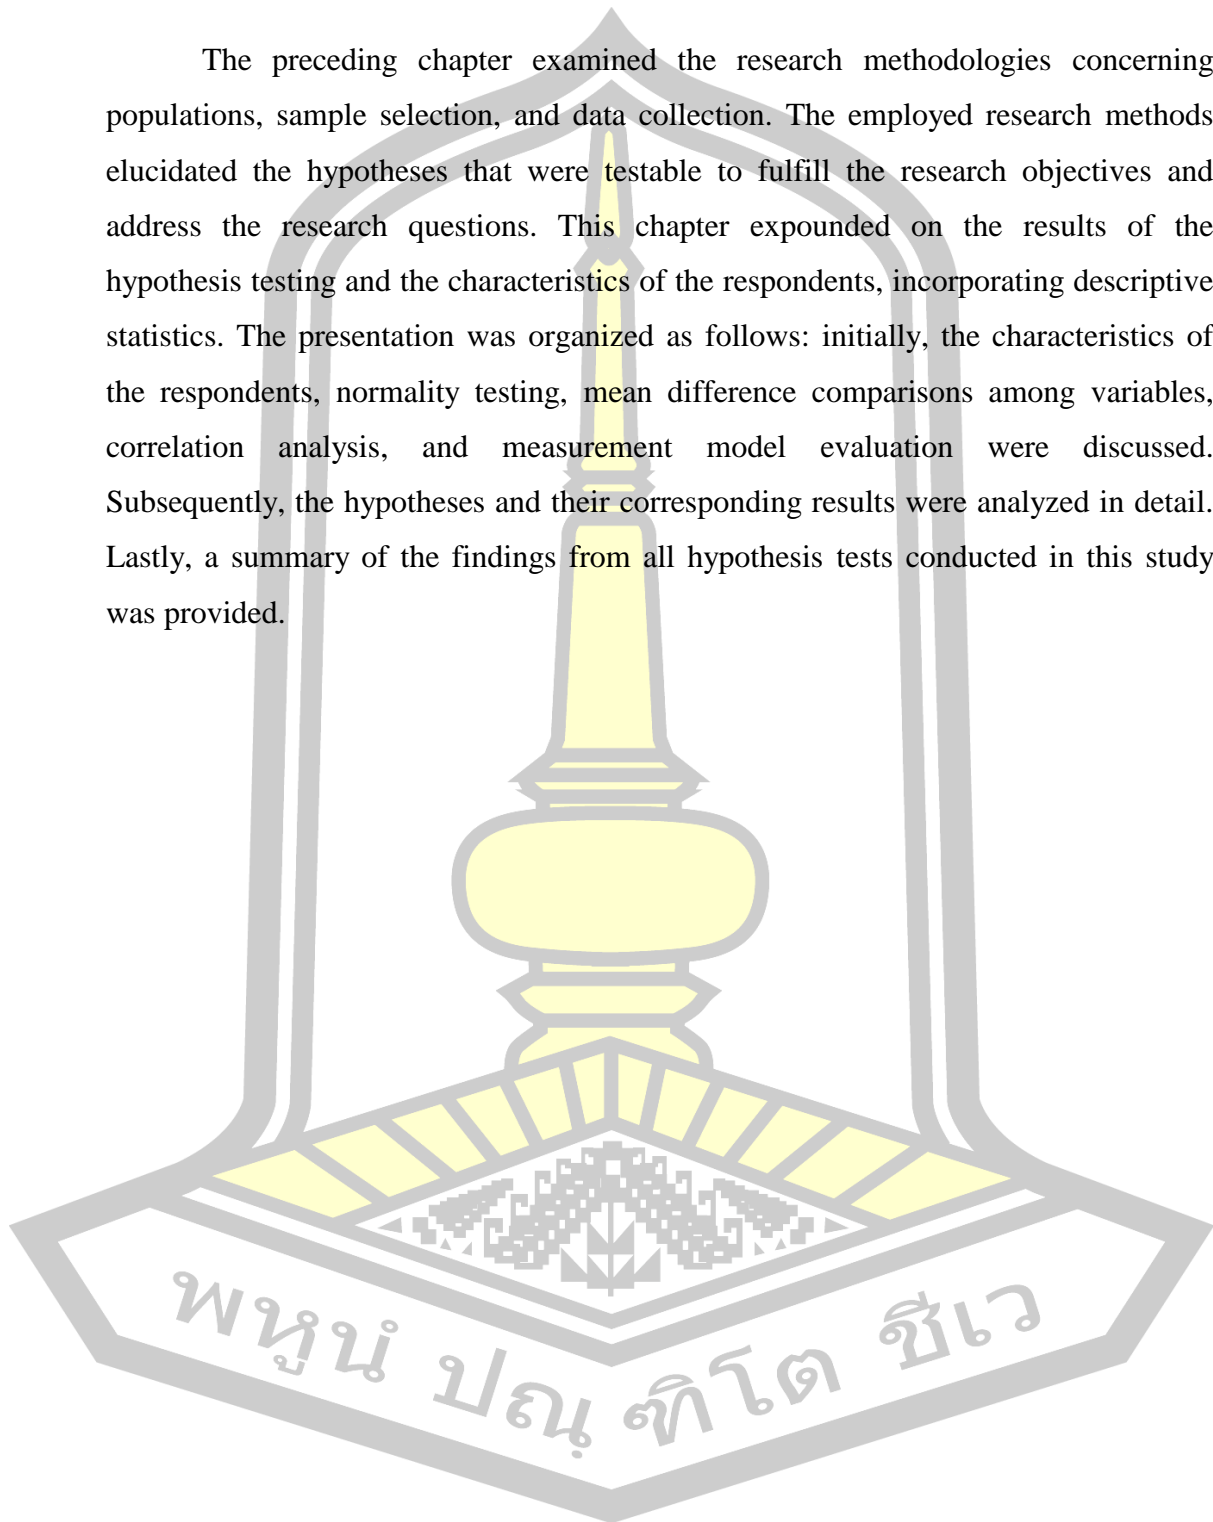 The preceding chapter examined the research methodologies concerning
populations, sample selection, and data collection. The employed research methods
elucidated the hypotheses that were testable to fulfill the research objectives and
address the research questions. This chapter expounded on the results of the
hypothesis testing and the characteristics of the respondents, incorporating descriptive
statistics. The presentation was organized as follows: initially, the characteristics of
the respondents, normality testing, mean difference comparisons among variables,
correlation analysis, and measurement model evaluation were discussed.
Subsequently, the hypotheses and their corresponding results were analyzed in detail.
Lastly, a summary of the findings from all hypothesis tests conducted in this study
was provided.
พหูนํ ปณฺ ฑิโต ชีเว